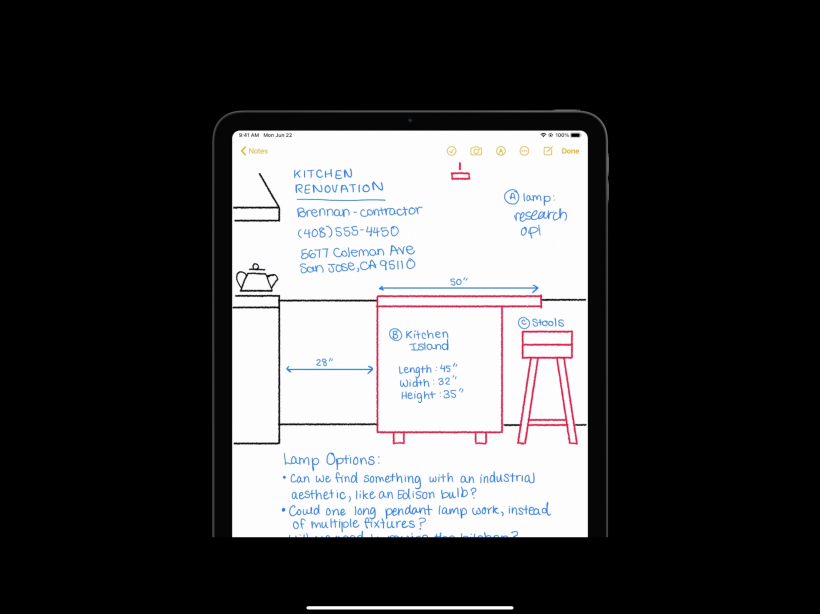 9:41 AM Mon Jun 22
100%
Notes
Done
KITCHEN
RENOVATION
Brennan - contractor
(408) 555-4450
5677 Coleman Ave
San Jose, CA 95110
A lamp:
research
opt
50"
B Kitchen
Island
Length: 45"
Width: 32"
Height: 35"
C Stools
28"
Lamp Options:
• Can we find something with an industrial
aesthetic, like an Edison bulb?
• Could one long pendant lamp work, instead
of multiple fixtures?